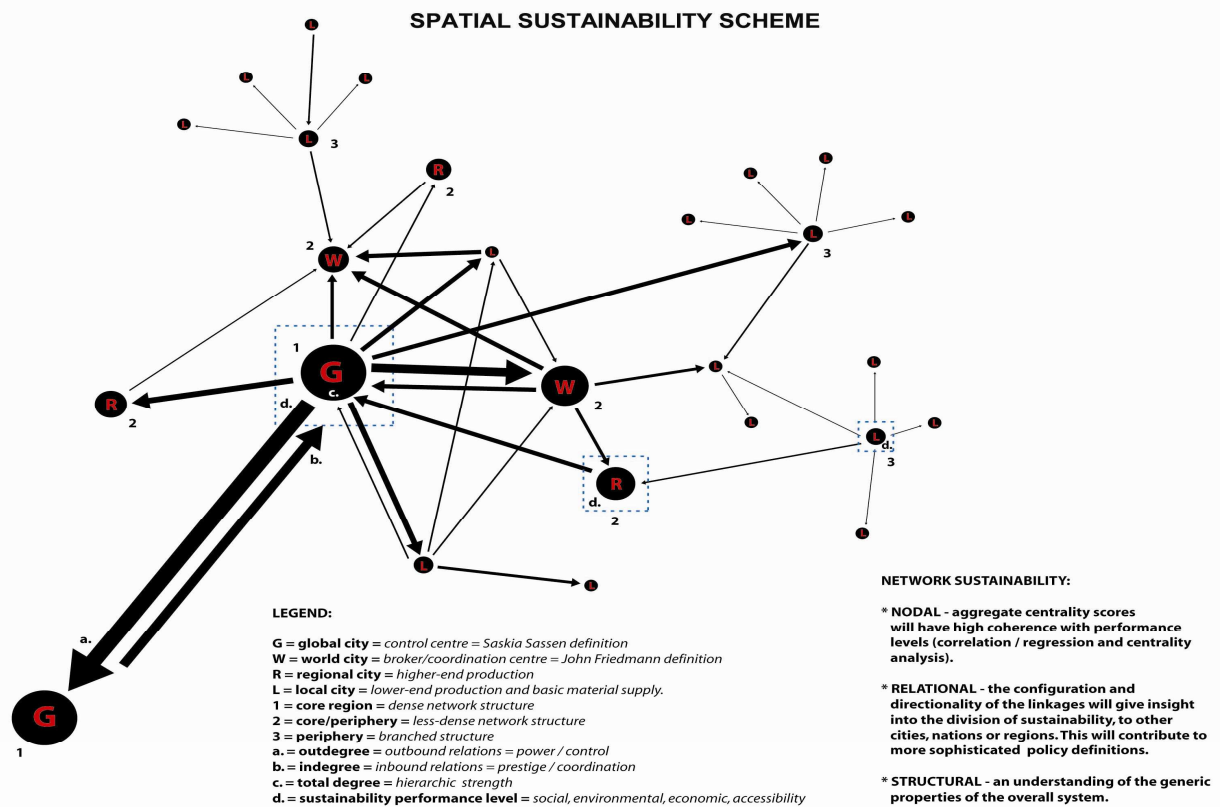 SPATIAL SUSTAINABILITY SCHEME
L
L
L
L
L
3
R
2
2
W
L
L
L
L
L
L
3
1
G
c.
d.
b.
R
2
W
2
L
L
L
L
L
d.
3
L
R
d.
2
L
L
a.
G
1
LEGEND:
G = global city = control centre = Saskia Sassen definition
W = world city = broker/coordination centre = John Friedmann definition
R = regional city = higher-end production
L = local city = lower-end production and basic material supply.
1 = core region = dense network structure
2 = core/periphery = less-dense network structure
3 = periphery = branched structure
a. = outdegree = outbound relations = power / control
b. = indegree = inbound relations = prestige / coordination
c. = total degree = hierarchic strength
d. = sustainability performance level = social, environmental, economic, accessibility
NETWORK SUSTAINABILITY:
* NODAL - aggregate centrality scores
will have high coherence with performance
levels (correlation / regression and centrality
analysis).
* RELATIONAL - the configuration and
directionality of the linkages will give insight
into the division of sustainability, to other
cities, nations or regions. This will contribute to
more sophisticated policy definitions.
* STRUCTURAL - an understanding of the generic
properties of the overall system.